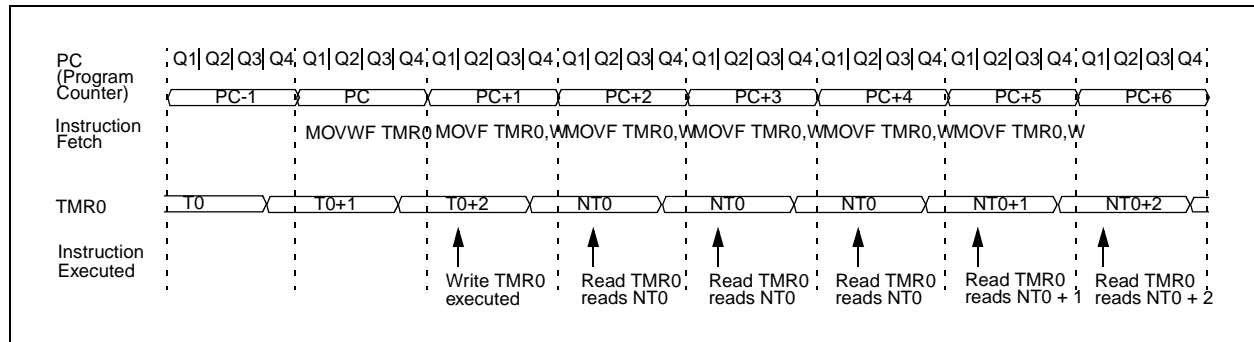 PC (Program Counter)
Q1 Q2 Q3 Q4 Q1 Q2 Q3 Q4 Q1 Q2 Q3 Q4 Q1 Q2 Q3 Q4 Q1 Q2 Q3 Q4 Q1 Q2 Q3 Q4 Q1 Q2 Q3 Q4 Q1 Q2 Q3 Q4
PC-1 PC PC+1 PC+2 PC+3 PC+4 PC+5 PC+6
Instruction Fetch
MOVWF TMR0 MOVF TMR0,W MOVF TMR0,W MOVF TMR0,W MOVF TMR0,W MOVF TMR0,W
TMR0 T0 T0+1 T0+2 NT0 NT0 NT0 NT0+1 NT0+2
Instruction Executed
Write TMR0 executed
Read TMR0 reads NT0
Read TMR0 reads NT0
Read TMR0 reads NT0
Read TMR0 reads NT0 + 1
Read TMR0 reads NT0 + 2